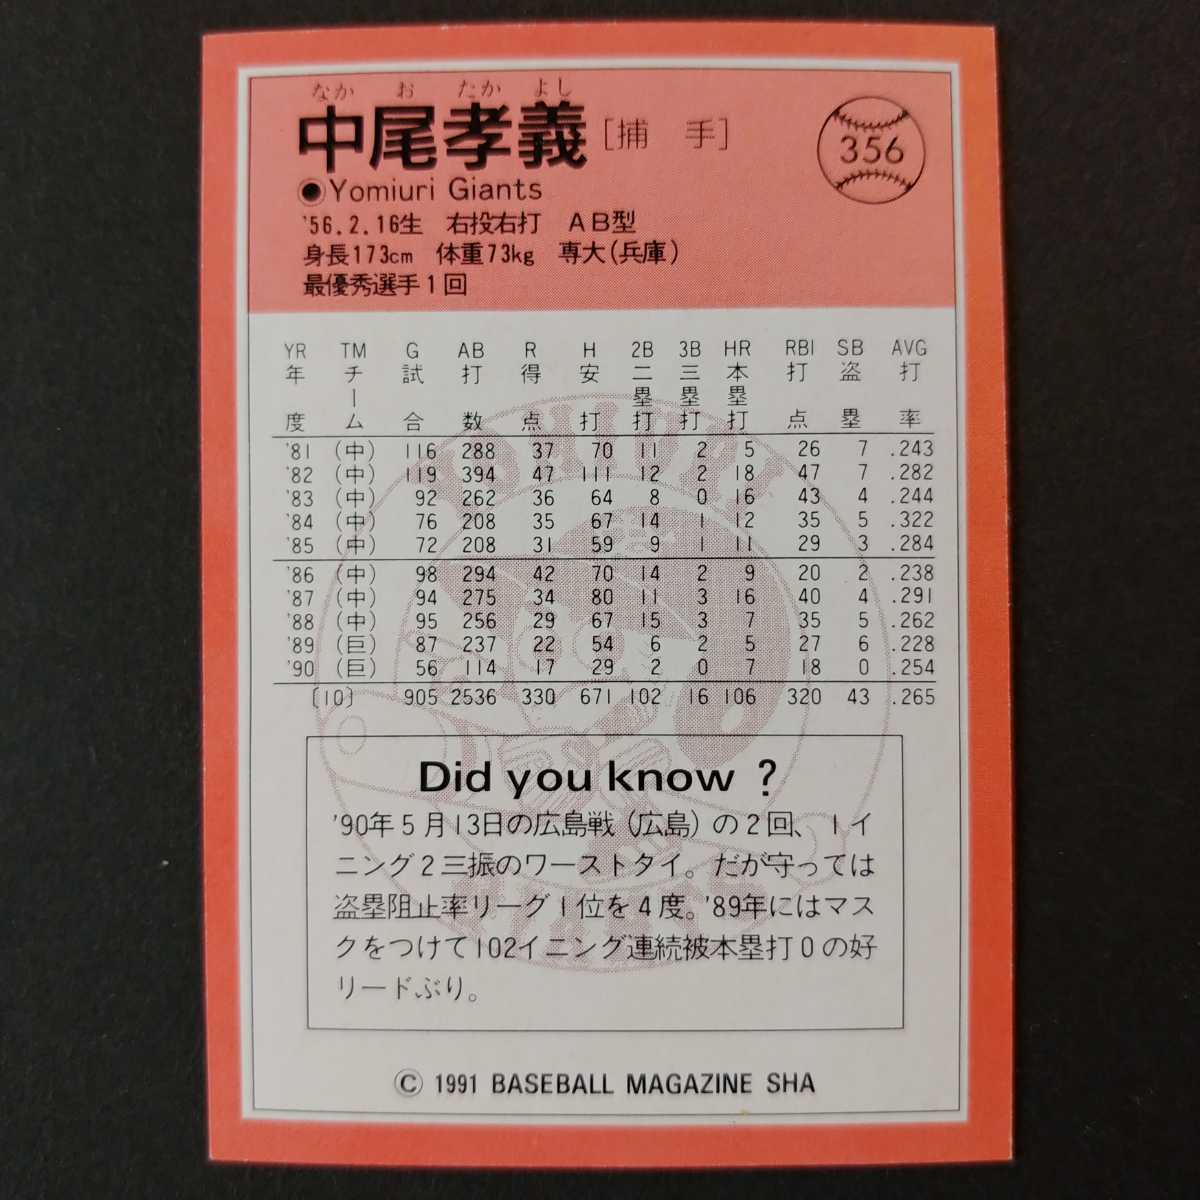 なか お たか よし
中尾孝義 [捕 手]
356
●Yomiuri Giants
'56.2.16生 右投右打 AB型
身長173cm 体重73kg 専大(兵庫)
最優秀選手1回
YR TM G AB R H 2B 3B HR RBI SB AVG
年度 チーム 試合 打数 得点 安打 二塁打 三塁打 本塁打 打点 盗塁 打率
'81 (中) 116 288 37 70 11 2 5 26 7 .243
'82 (中) 119 394 47 111 12 2 18 47 7 .282
'83 (中) 92 262 36 64 8 0 16 43 4 .244
'84 (中) 76 208 35 67 14 1 12 35 5 .322
'85 (中) 72 208 31 59 9 1 11 29 3 .284
'86 (中) 98 294 42 70 14 2 9 20 2 .238
'87 (中) 94 275 34 80 11 3 16 40 4 .291
'88 (中) 95 256 29 67 15 3 7 35 5 .262
'89 (巨) 87 237 22 54 6 2 5 27 6 .228
'90 (巨) 56 114 17 29 2 0 7 18 0 .254
〔10〕 905 2536 330 671 102 16 106 320 43 .265
Did you know ?
'90年5月13日の広島戦(広島)の2回、1イ
ニング2三振のワーストタイ。だが守っては
盗塁阻止率リーグ1位を4度。'89年にはマス
クをつけて102イニング連続被本塁打0の好
リードぶり。
© 1991 BASEBALL MAGAZINE SHA